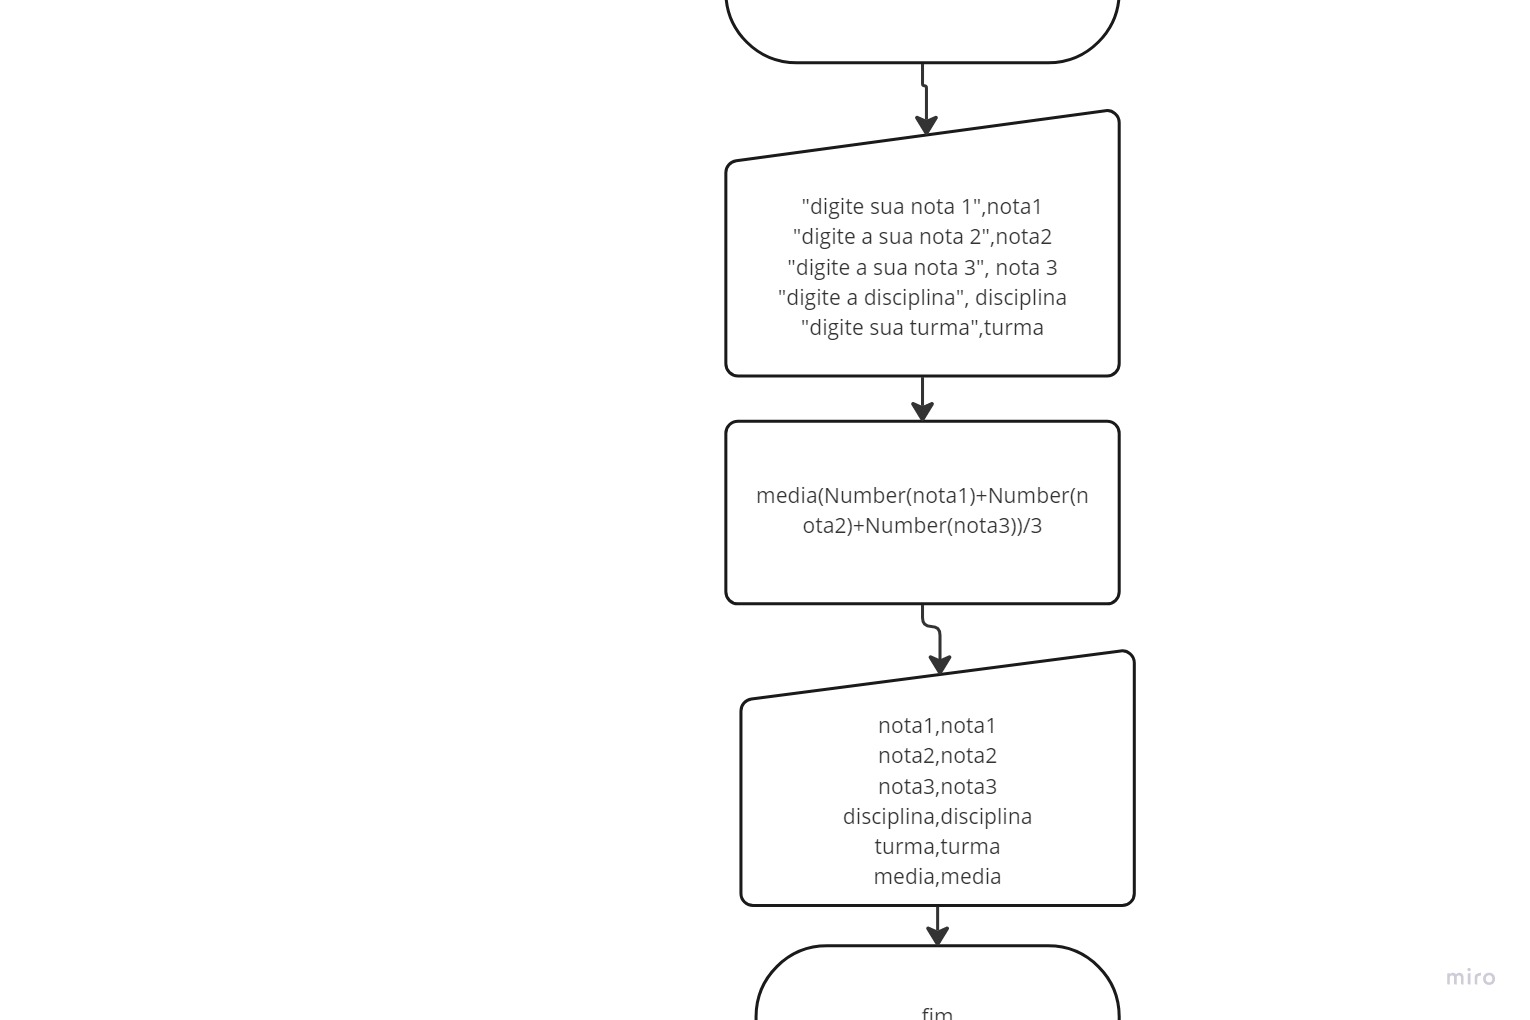 "digite sua nota 1",nota1
"digite a sua nota 2",nota2
"digite a sua nota 3", nota 3
"digite a disciplina", disciplina
"digite sua turma",turma
media(Number(nota1)+Number(n
ota2)+Number(nota3))/3
nota1,nota1
nota2,nota2
nota3,nota3
disciplina,disciplina
turma,turma
media,media
fim
miro